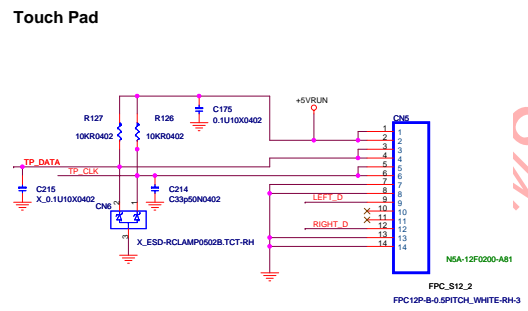 Touch Pad
+5VRUN
C175
0.1U10X0402
R127
R126
10KR0402
10KR0402
CN5
TP_DATA
TP_CLK
C215
X_0.1U10X0402
CN6
C214
C33p50N0402
2
1
3
X_ESD-RCLAMP0502B.TCT-RH
LEFT_D
RIGHT_D
1 1
2 2
3 3
4 4
5 5
6 6
7 7
8 8
9 9
10 10
11 11
12 12
13 13
14 14
N5A-12F0200-A81
FPC_S12_2
FPC12P-B-0.5PITCH_WHITE-RH-3